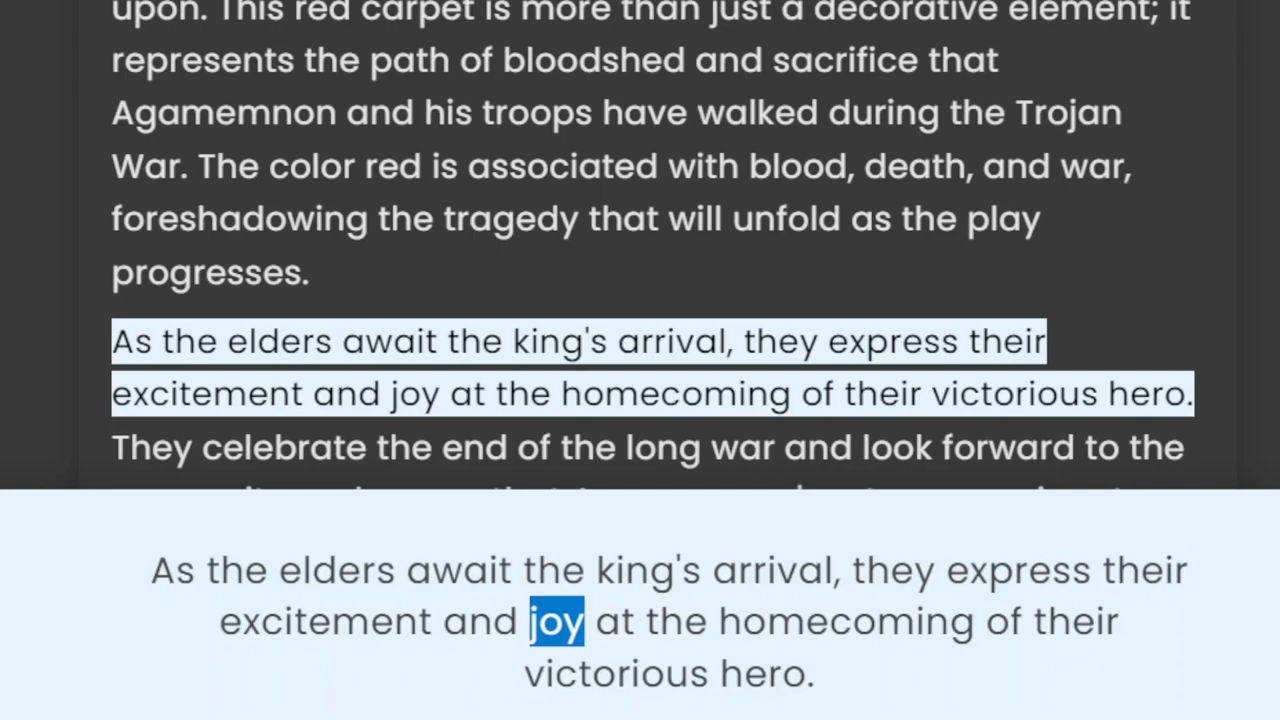 upon. This red carpet is more than just a decorative element; it
represents the path of bloodshed and sacrifice that
Agamemnon and his troops have walked during the Trojan
War. The color red is associated with blood, death, and war,
foreshadowing the tragedy that will unfold as the play
progresses.
As the elders await the king's arrival, they express their
excitement and joy at the homecoming of their victorious hero.
They celebrate the end of the long war and look forward to the
As the elders await the king's arrival, they express their
excitement and joy at the homecoming of their
victorious hero.